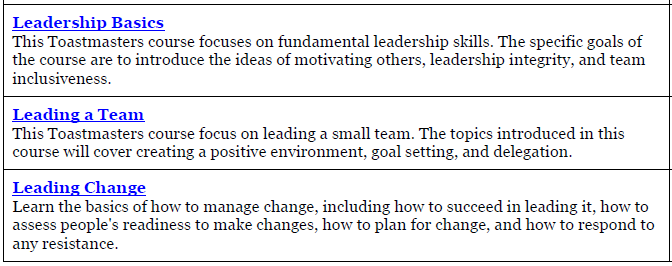 Leadership Basics
This Toastmasters course focuses on fundamental leadership skills. The specific goals of
the course are to introduce the ideas of motivating others, leadership integrity, and team
inclusiveness.
Leading a Team
This Toastmasters course focus on leading a small team. The topics introduced in this
course will cover creating a positive environment, goal setting, and delegation.
Leading Change
Learn the basics of how to manage change, including how to succeed in leading it, how to
assess people's readiness to make changes, how to plan for change, and how to respond to
any resistance.